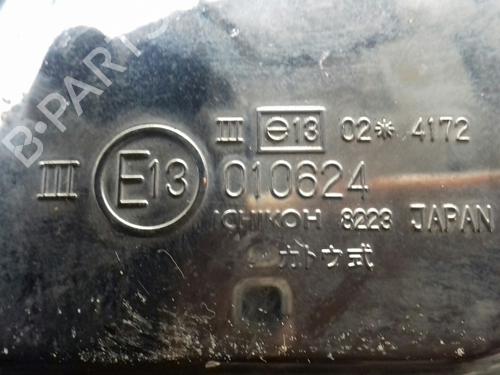 III e13 02* 4172
III E13 010624
ICHIKOH 8223 JAPAN
カトウ式
B-PARTS